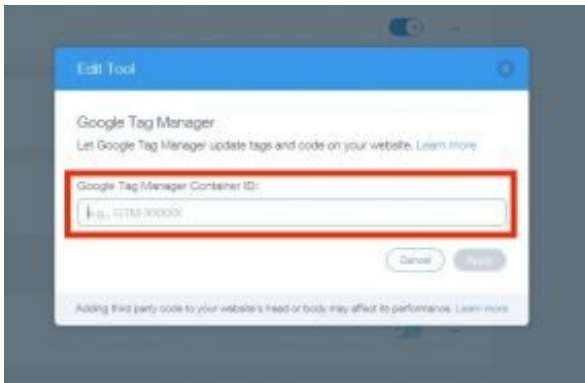 Edit Tool
Google Tag Manager
Let Google Tag Manager update tags and code on your website. Learn more
Google Tag Manager Container ID:
e.g., GTM-XXXXX
Cancel
Apply
Adding third party code to your website's head or body may affect its performance. Learn more